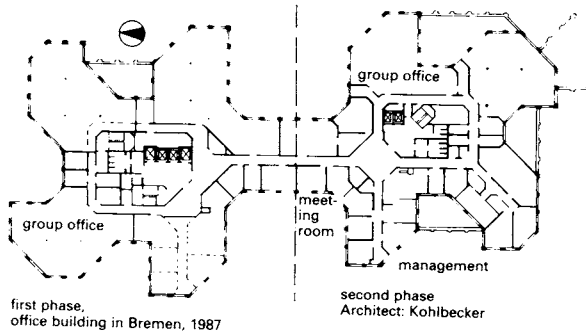 group office
meet-
ing
room
group office
management
first phase,
office building in Bremen, 1987
second phase
Architect: Kohlbecker